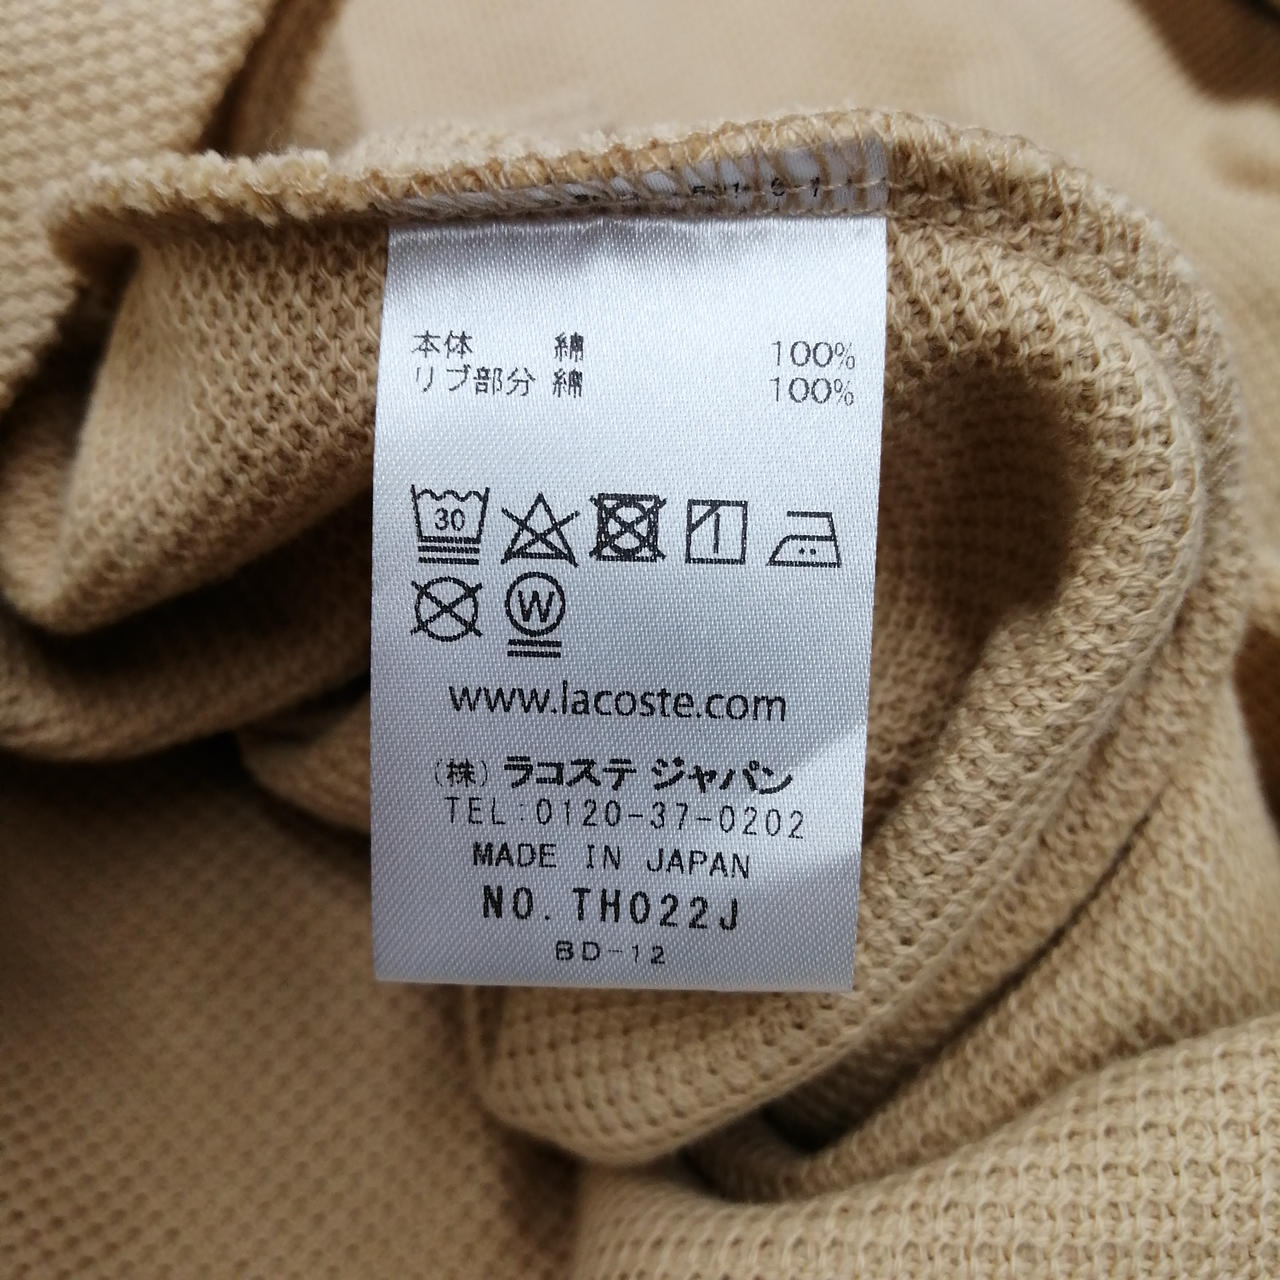 本体 綿 100%
リブ部分 綿 100%
30
W
www.lacoste.com
(株) ラコステ ジャパン
TEL:0120-37-0202
MADE IN JAPAN
NO. TH022J
BD-12